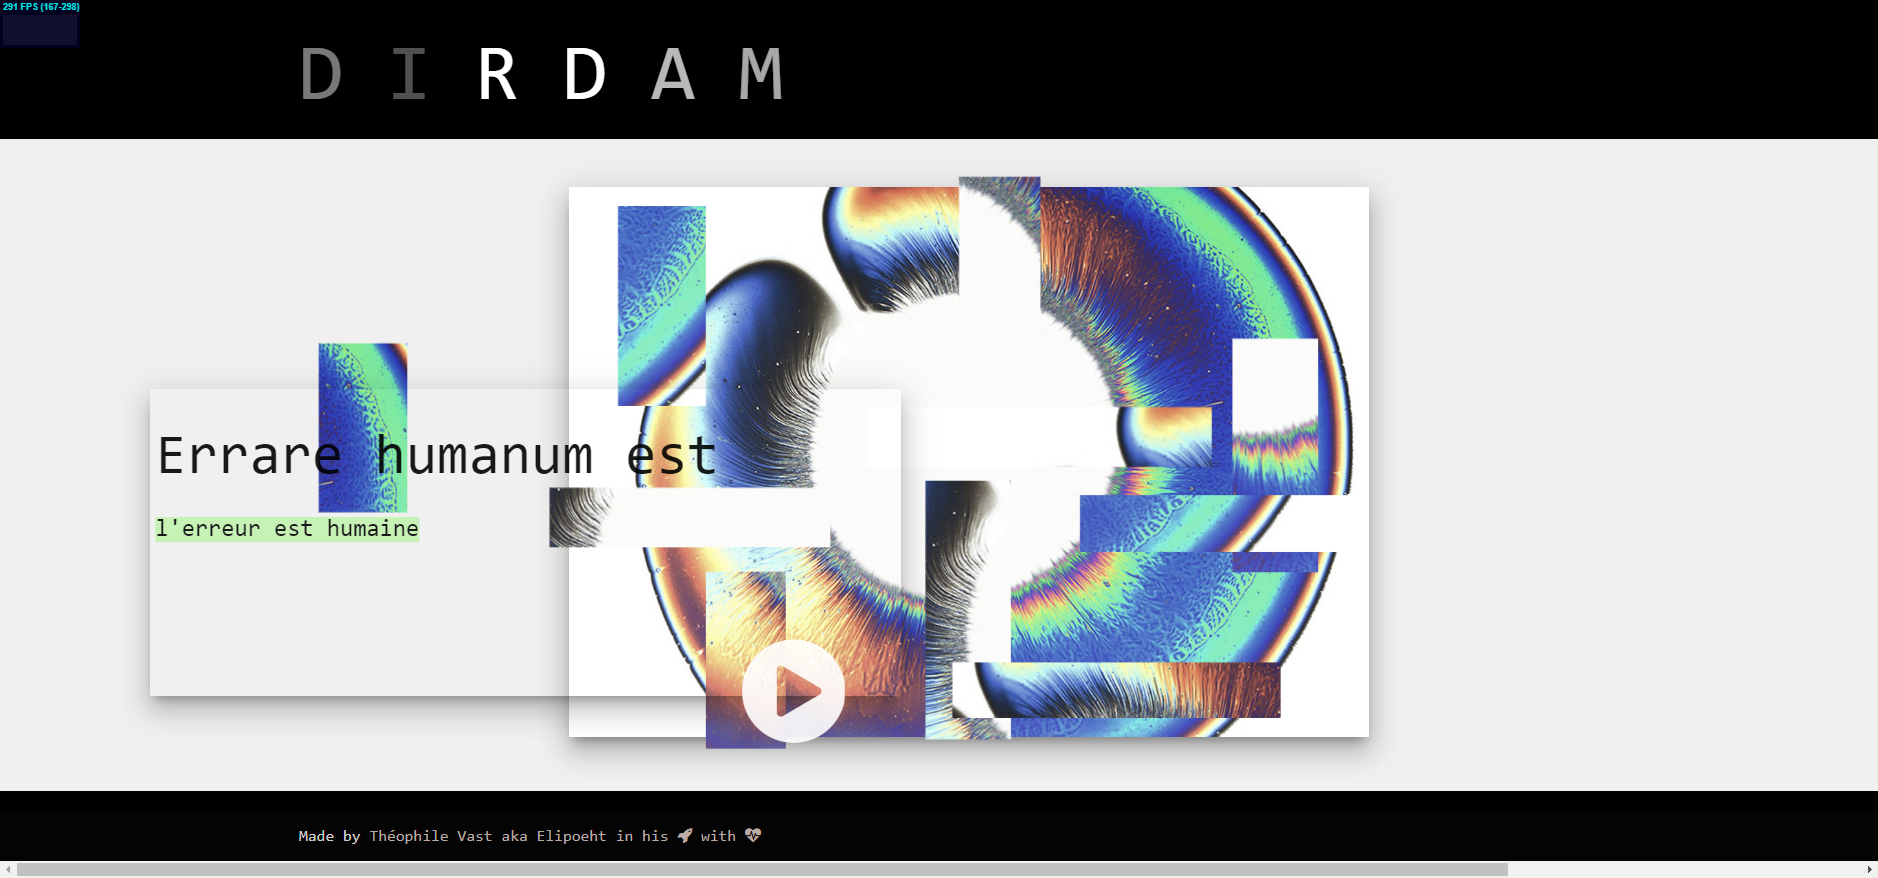 291 FPS (167-298)
D I R D A M
Errare humanum est
l'erreur est humaine
Made by Théophile Vast aka Elipoeht in his with